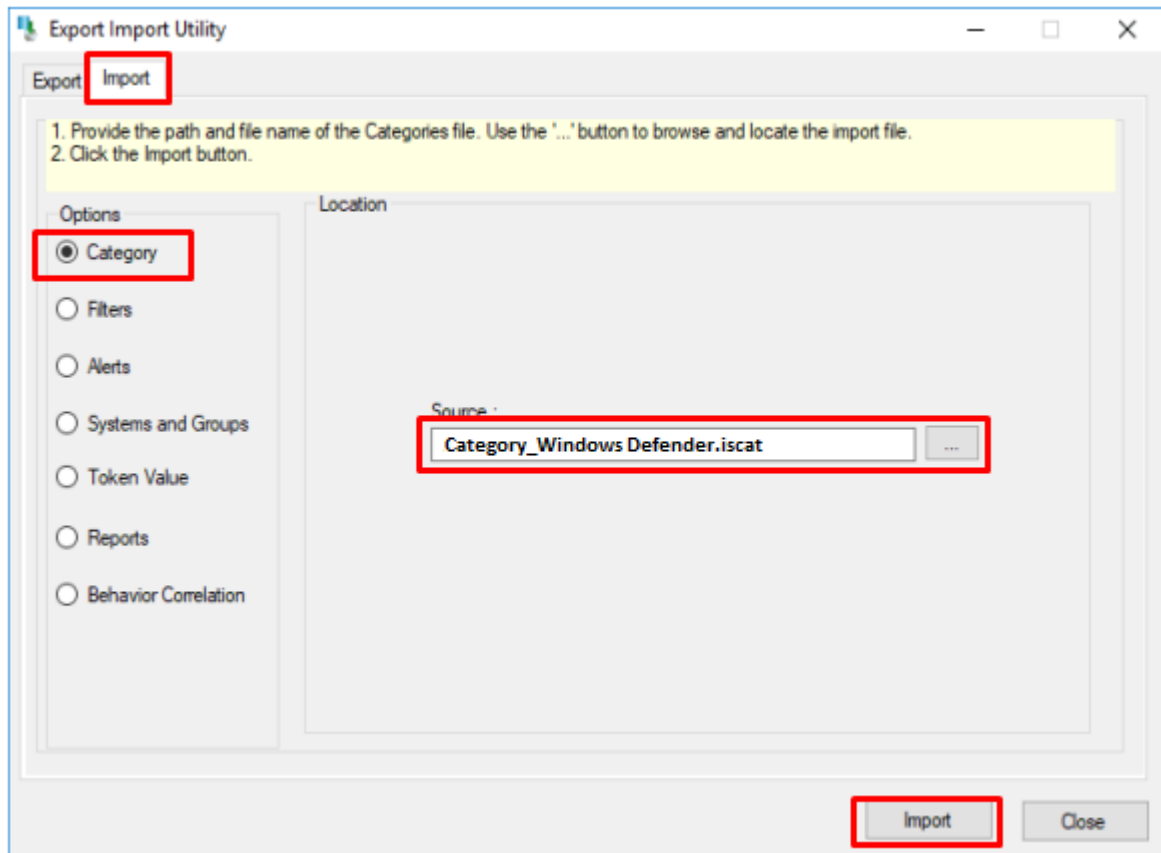 Export Import Utility
Export Import
1. Provide the path and file name of the Categories file. Use the '...' button to browse and locate the import file.
2. Click the Import button.
Options
Location
Category
Filters
Alerts
Systems and Groups
Token Value
Reports
Behavior Correlation
Source :
Category_Windows Defender.iscat
...
Import
Close